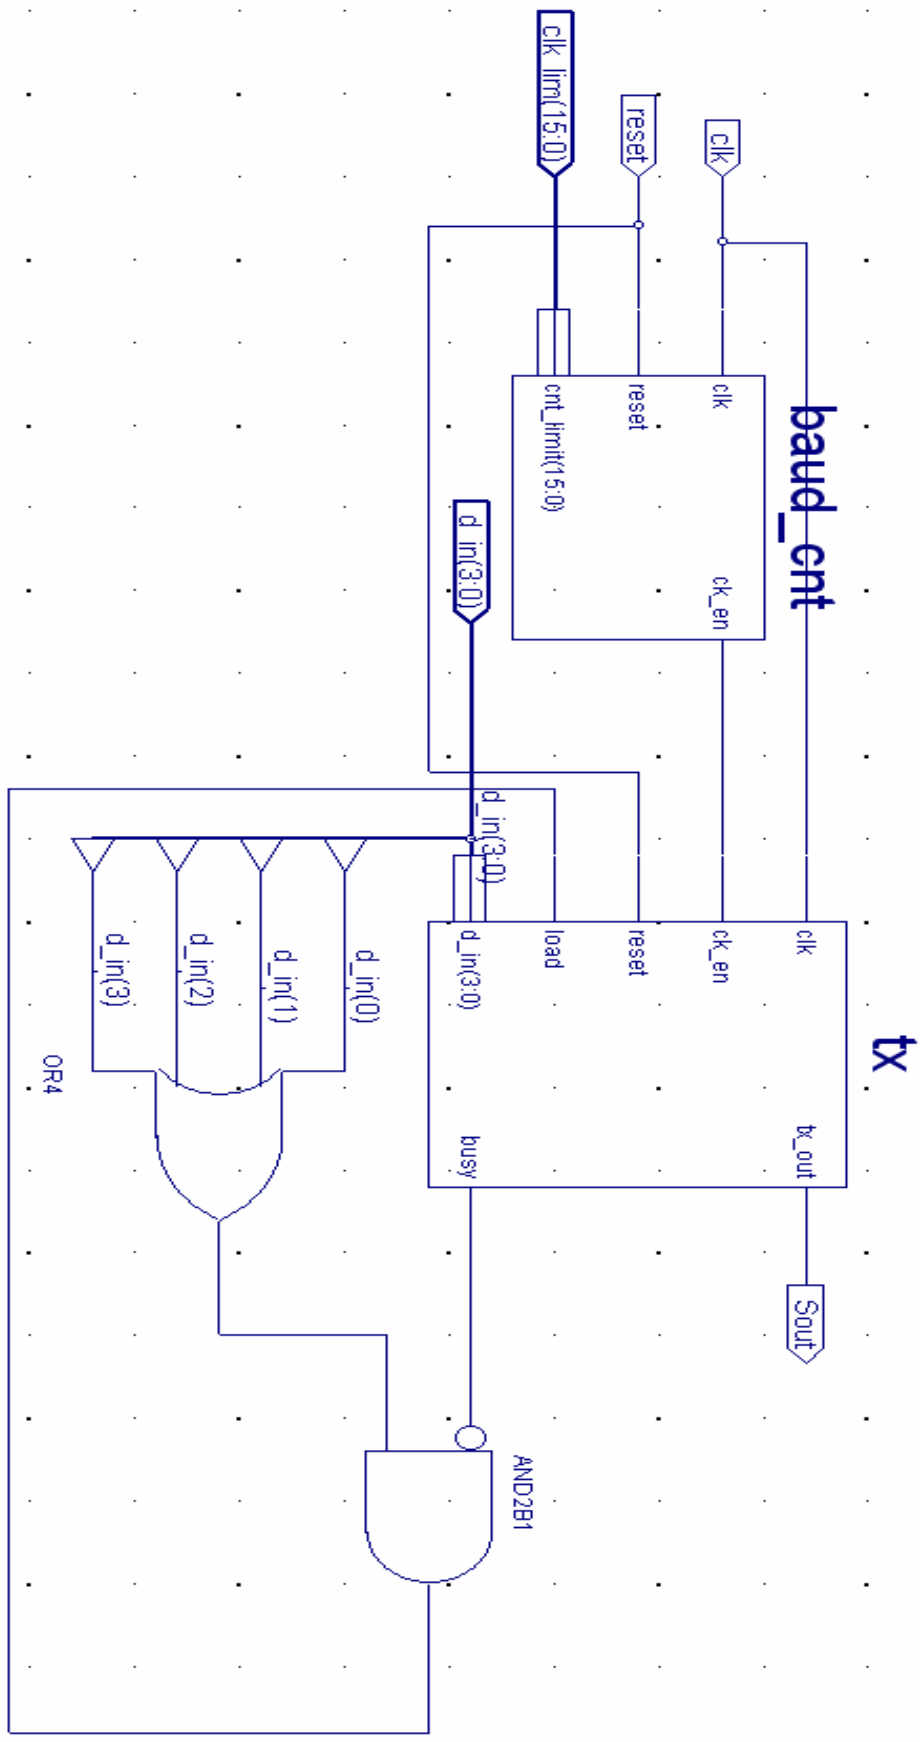 baud_cnt
tx
clk
clk
ck_en
clk
ck_en
tx_out
Sout
reset
reset
reset
clk_lim(15:0)
cnt_limit(15:0)
load
d_in(3:0)
d_in(3:0)
d_in(3:0)
busy
AND2B1
d_in(0)
d_in(1)
d_in(2)
d_in(3)
OR4